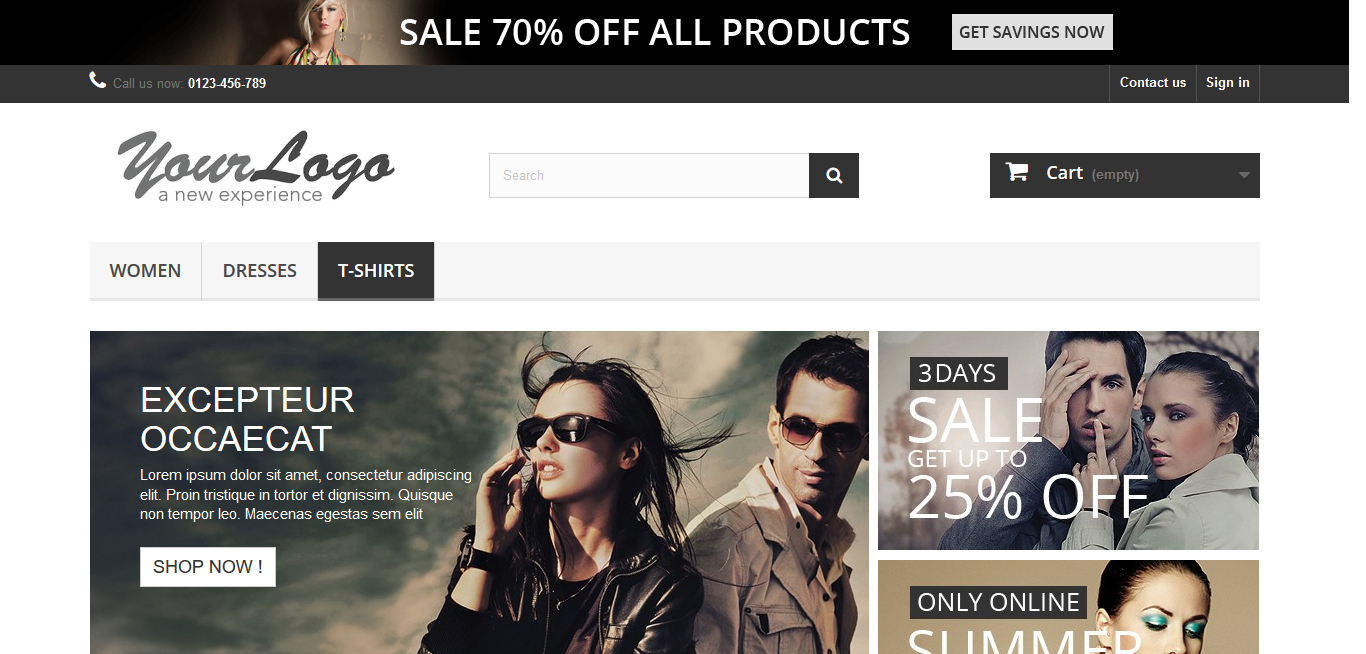 SALE 70% OFF ALL PRODUCTS
GET SAVINGS NOW
Call us now: 0123-456-789
Contact us
Sign in
YourLogo
a new experience
Search
Cart (empty)
WOMEN
DRESSES
T-SHIRTS
EXCEPTEUR
OCCAECAT
Lorem ipsum dolor sit amet, consectetur adipiscing
elit. Proin tristique in tortor et dignissim. Quisque
non tempor leo. Maecenas egestas sem elit
SHOP NOW !
3 DAYS
SALE
GET UP TO
25% OFF
ONLY ONLINE
SUMMER